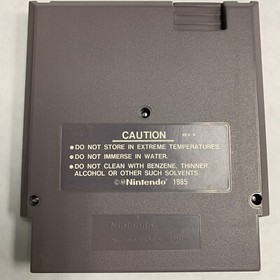 CAUTION
•DO NOT STORE IN EXTREME TEMPERATURES.
•DO NOT IMMERSE IN WATER.
•DO NOT CLEAN WITH BENZENE, THINNER,
ALCOHOL OR OTHER SUCH SOLVENTS.
©®Nintendo® 1985
Nintendo